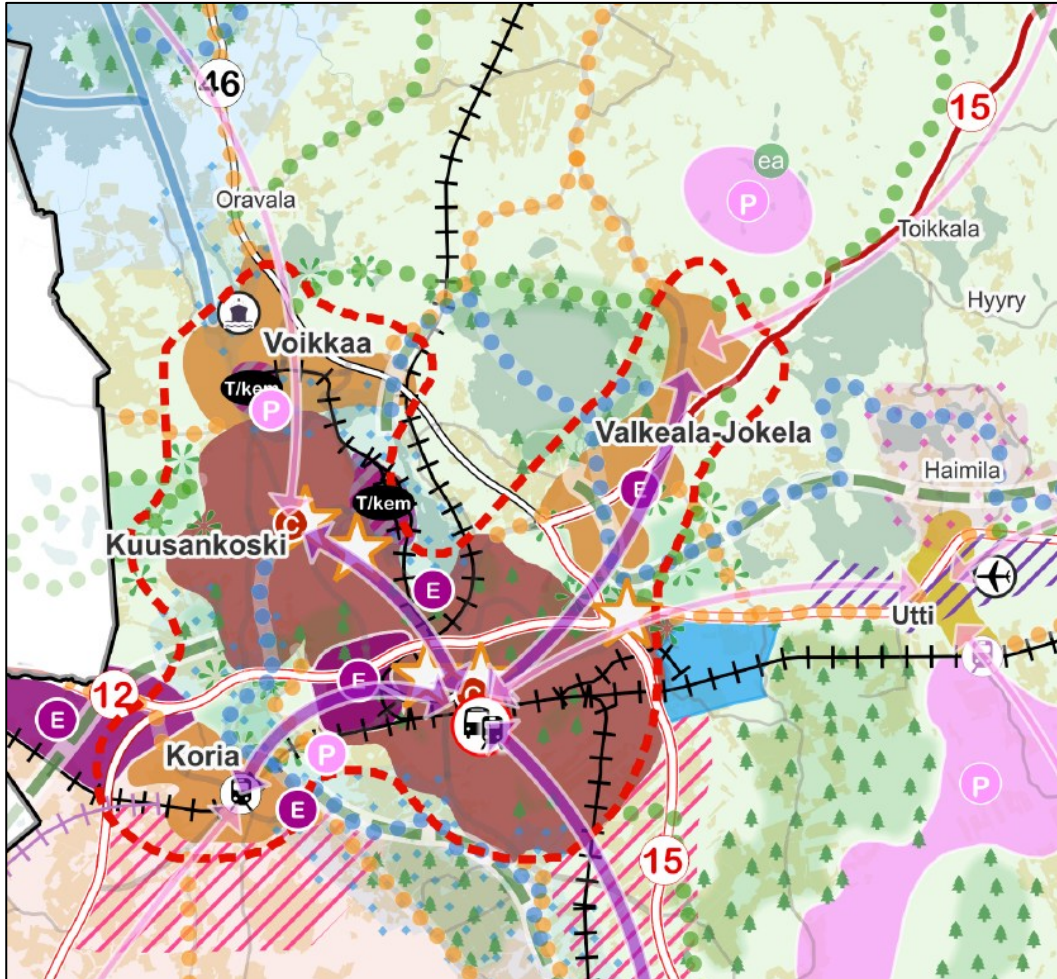 46
15
ea
P
Oravala
Toikkala
Hyyry
Voikkaa
T/kem
P
Valkeala-Jokela
Haimila
E
T/kem
C
Kuusankoski
E
Utti
E
C
12
E
Koria
P
P
E
15